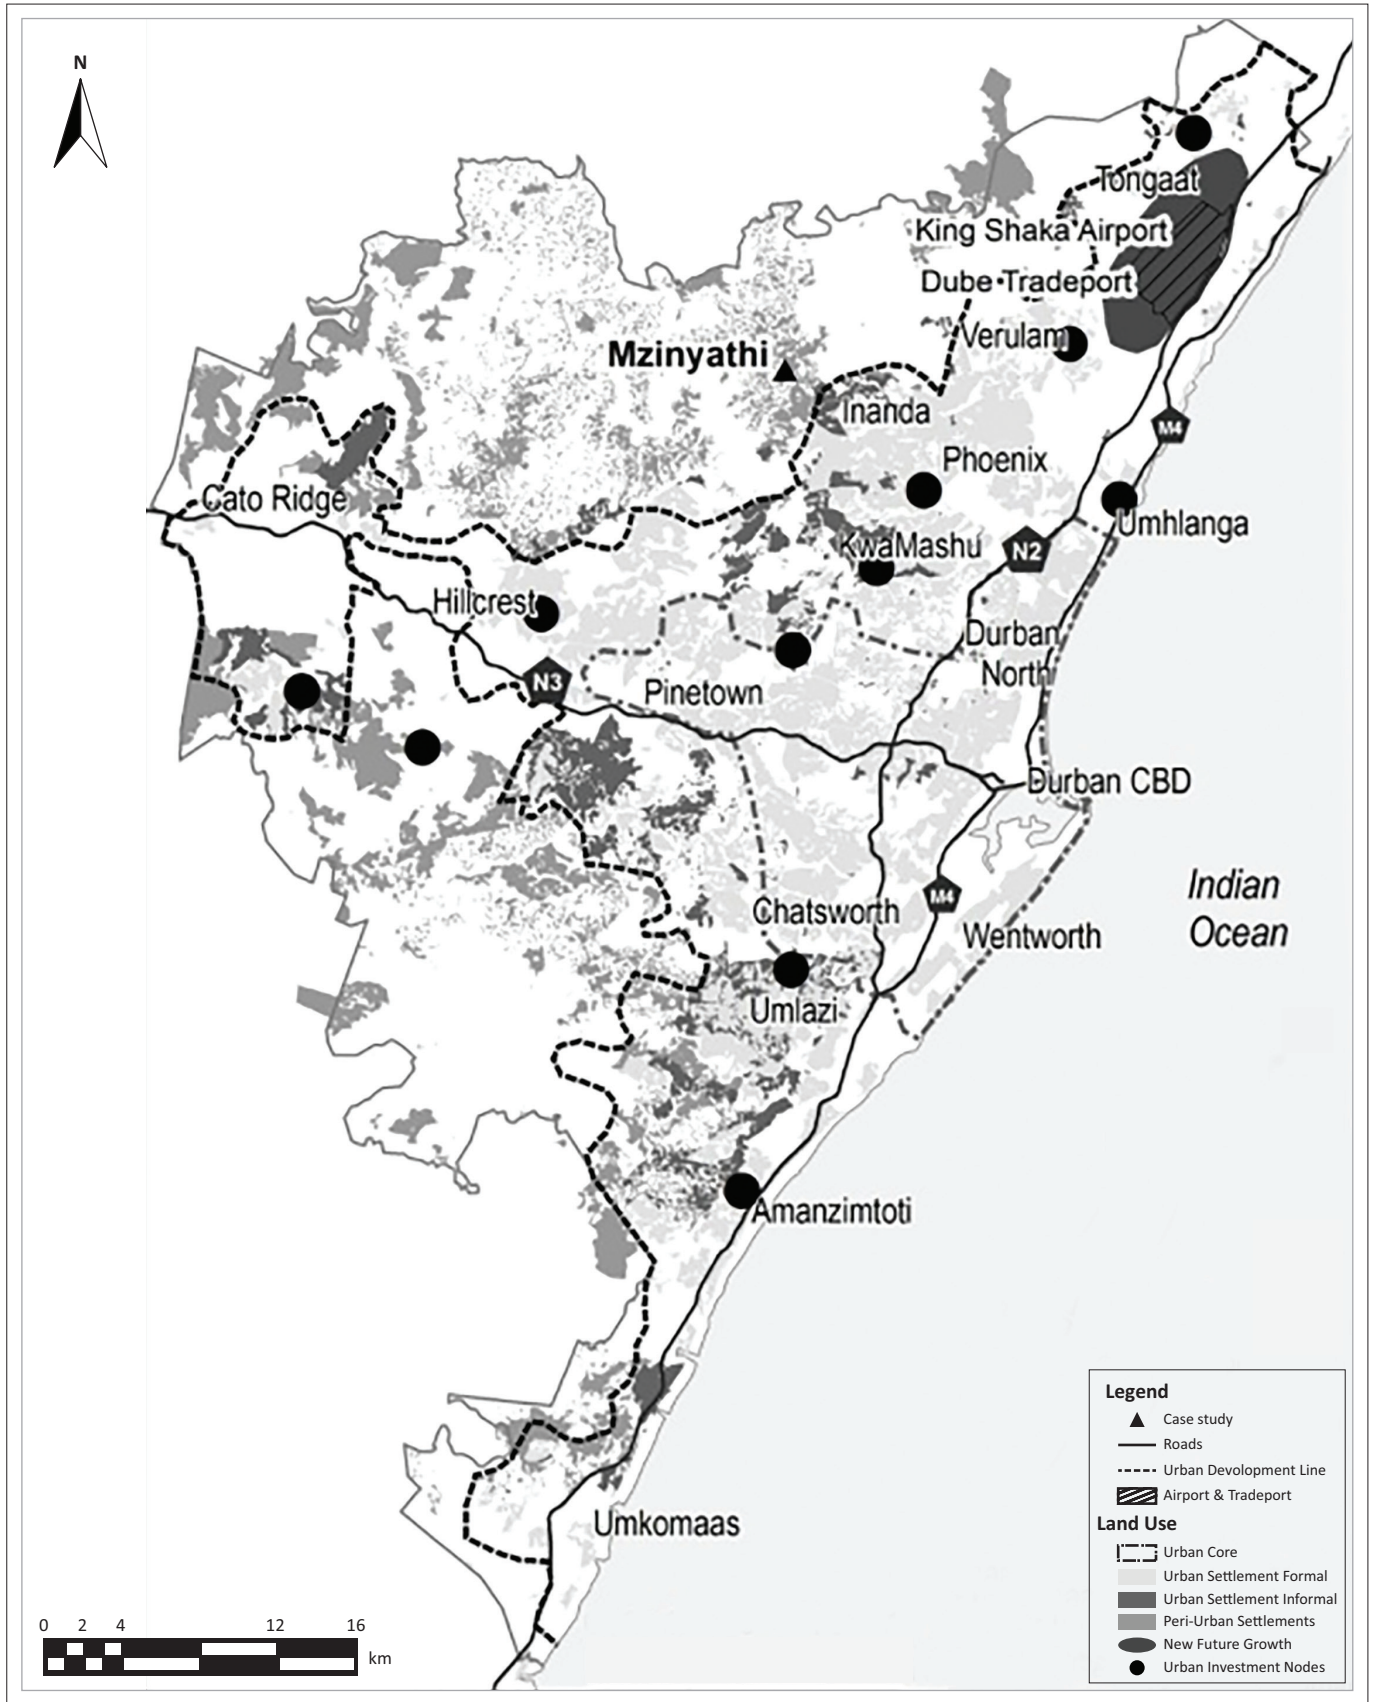 N
Tongaat
King Shaka Airport
Dube Tradeport
Verulam
Mzinyathi
Inanda
M4
Phoenix
Cato Ridge
Umhlanga
KwaMashu
N2
Hillcrest
Durban
North
N3
Pinetown
Durban CBD
Indian
Ocean
M4
Chatsworth
Wentworth
Umlazi
Amanzimtoti
Umkomaas
Legend
Case study
Roads
Urban Devolopment Line
Airport & Tradeport
Land Use
Urban Core
Urban Settlement Formal
Urban Settlement Informal
Peri-Urban Settlements
New Future Growth
Urban Investment Nodes
0 2 4 12 16
km